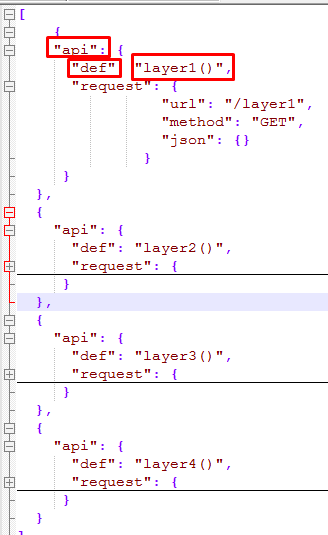 [
{
"api": {
"def" "layer1()",
"request": {
"url": "/layer1",
"method": "GET",
"json": {}
}
}
},
{
"api": {
"def": "layer2()",
"request": {
}
},
{
"api": {
"def": "layer3()",
"request": {
}
},
{
"api": {
"def": "layer4()",
"request": {
}
}
]